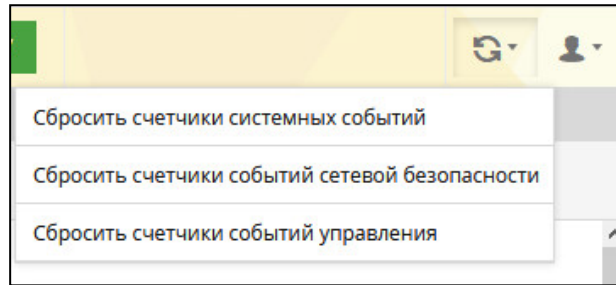 Сбросить счетчики системных событий
Сбросить счетчики событий сетевой безопасности
Сбросить счетчики событий управления